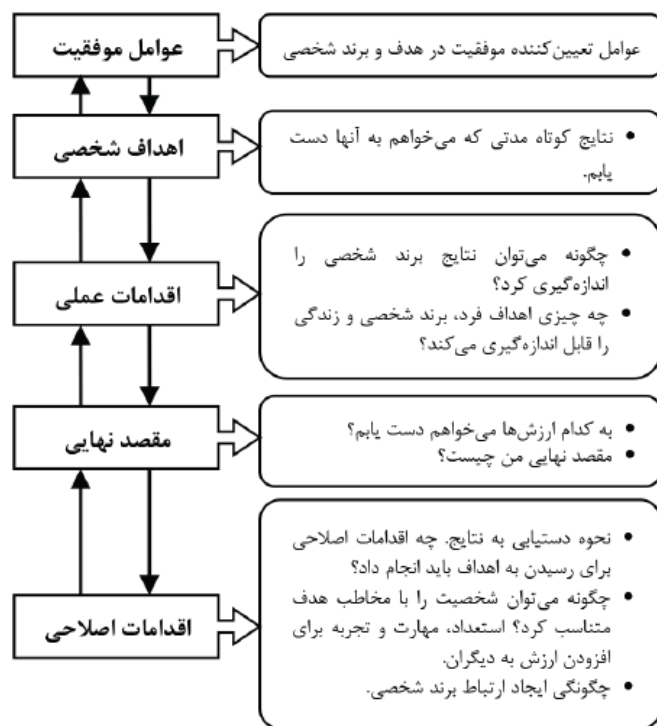 عوامل موفقیت
عوامل تعیین‌کننده موفقیت در هدف و برند شخصی
اهداف شخصی
• نتایج کوتاه مدتی که می‌خواهم به آنها دست
یابم.
اقدامات عملی
• چگونه می‌توان نتایج برند شخصی را
اندازه‌گیری کرد؟
• چه چیزی اهداف فرد، برند شخصی و زندگی
را قابل اندازه‌گیری می‌کند؟
مقصد نهایی
• به کدام ارزش‌ها می‌خواهم دست یابم؟
• مقصد نهایی من چیست؟
اقدامات اصلاحی
• نحوه دستیابی به نتایج. چه اقدامات اصلاحی
برای رسیدن به اهداف باید انجام داد؟
• چگونه می‌توان شخصیت را با مخاطب هدف
متناسب کرد؟ استعداد، مهارت و تجربه برای
افزودن ارزش به دیگران.
• چگونگی ایجاد ارتباط برند شخصی.